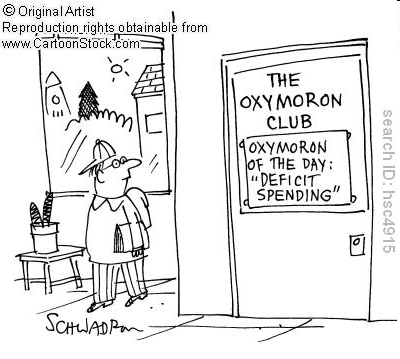 © Original Artist
Reproduction rights obtainable from
www.CartoonStock.com
THE
OXYMORON
CLUB
OXYMORON
OF THE DAY:
"DEFICIT
SPENDING"
SCHWADRON
search ID: hsc4915